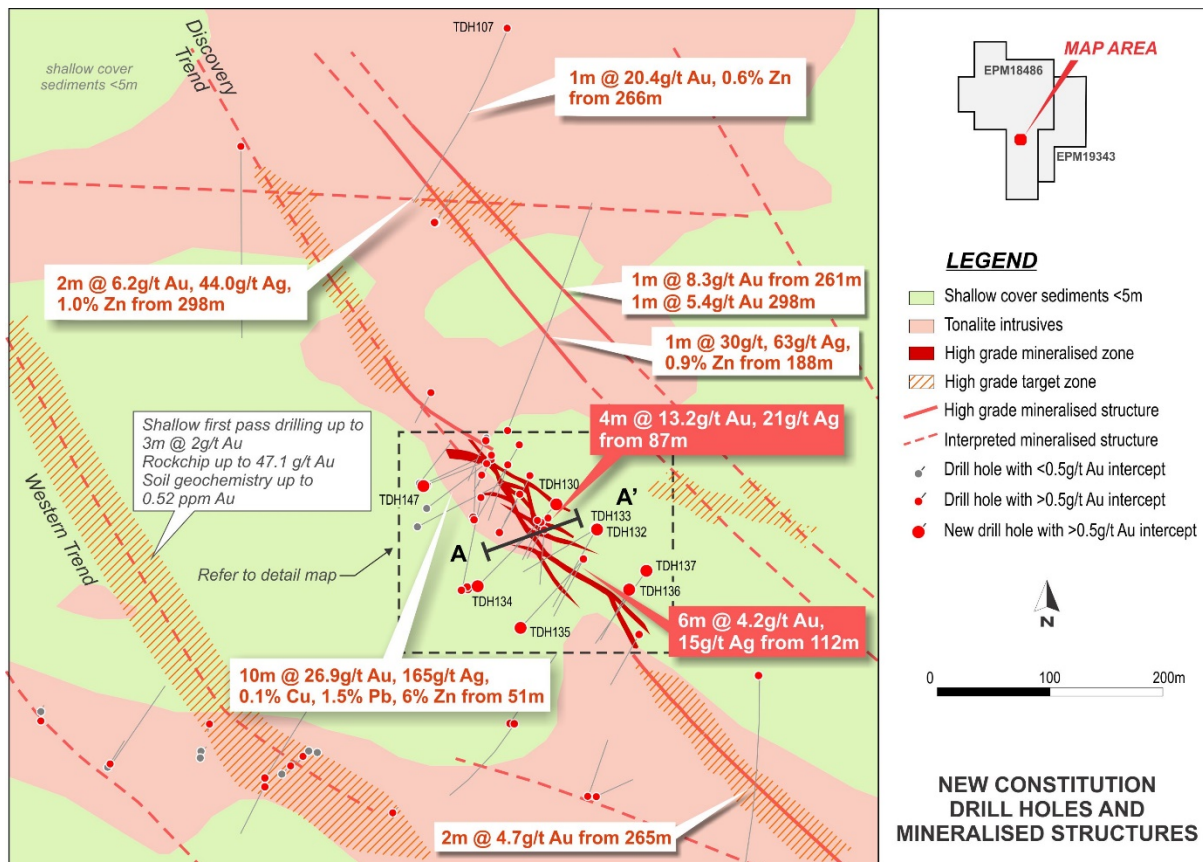 TDH107
Discovery
Trend
shallow cover
sediments <5m
1m @ 20.4g/t Au, 0.6% Zn
from 266m
2m @ 6.2g/t Au, 44.0g/t Ag,
1.0% Zn from 298m
1m @ 8.3g/t Au from 261m
1m @ 5.4g/t Au 298m
1m @ 30g/t, 63g/t Ag,
0.9% Zn from 188m
Shallow first pass drilling up to
3m @ 2g/t Au
Rockchip up to 47.1 g/t Au
Soil geochemistry up to
0.52 ppm Au
4m @ 13.2g/t Au, 21g/t Ag
from 87m
TDH147
TDH130
A'
TDH133
TDH132
A
Western Trend
Refer to detail map
TDH137
TDH136
TDH134
TDH135
6m @ 4.2g/t Au,
15g/t Ag from 112m
10m @ 26.9g/t Au, 165g/t Ag,
0.1% Cu, 1.5% Pb, 6% Zn from 51m
2m @ 4.7g/t Au from 265m
MAP AREA
EPM18486
EPM19343
LEGEND
Shallow cover sediments <5m
Tonalite intrusives
High grade mineralised zone
High grade target zone
High grade mineralised structure
Interpreted mineralised structure
Drill hole with <0.5g/t Au intercept
Drill hole with >0.5g/t Au intercept
New drill hole with >0.5g/t Au intercept
N
0 100 200m
NEW CONSTITUTION
DRILL HOLES AND
MINERALISED STRUCTURES